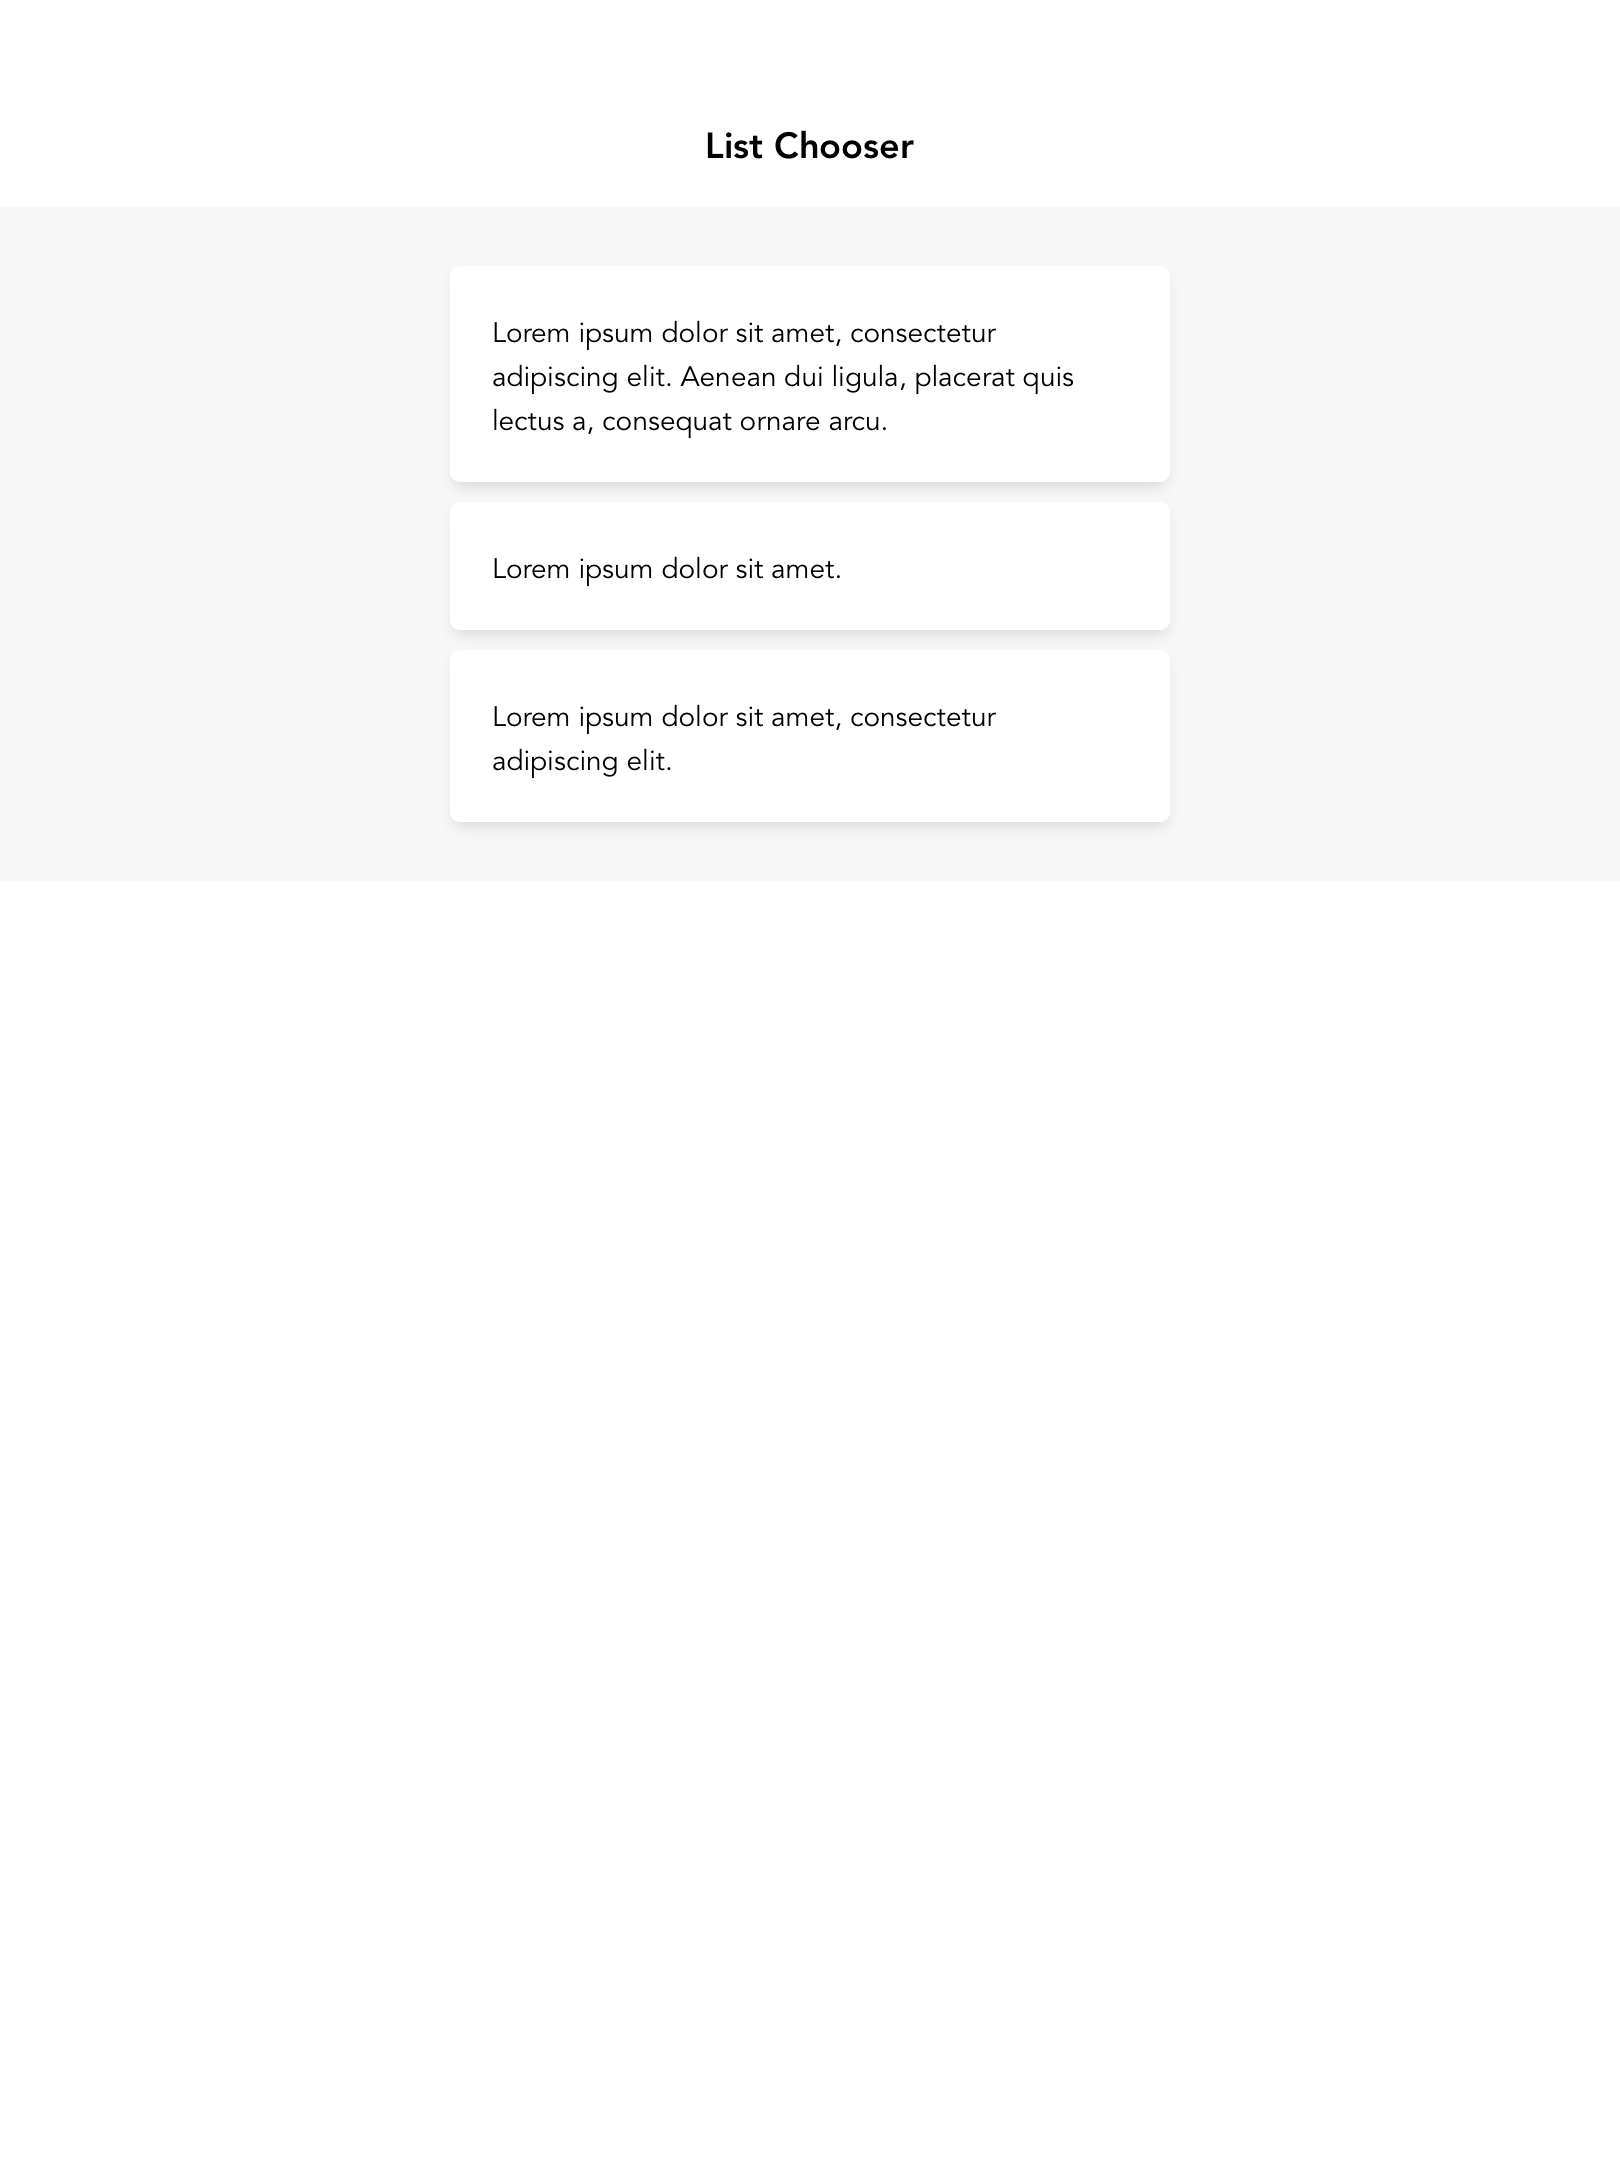 List Chooser
Lorem ipsum dolor sit amet, consectetur
adipiscing elit. Aenean dui ligula, placerat quis
lectus a, consequat ornare arcu.
Lorem ipsum dolor sit amet.
Lorem ipsum dolor sit amet, consectetur
adipiscing elit.